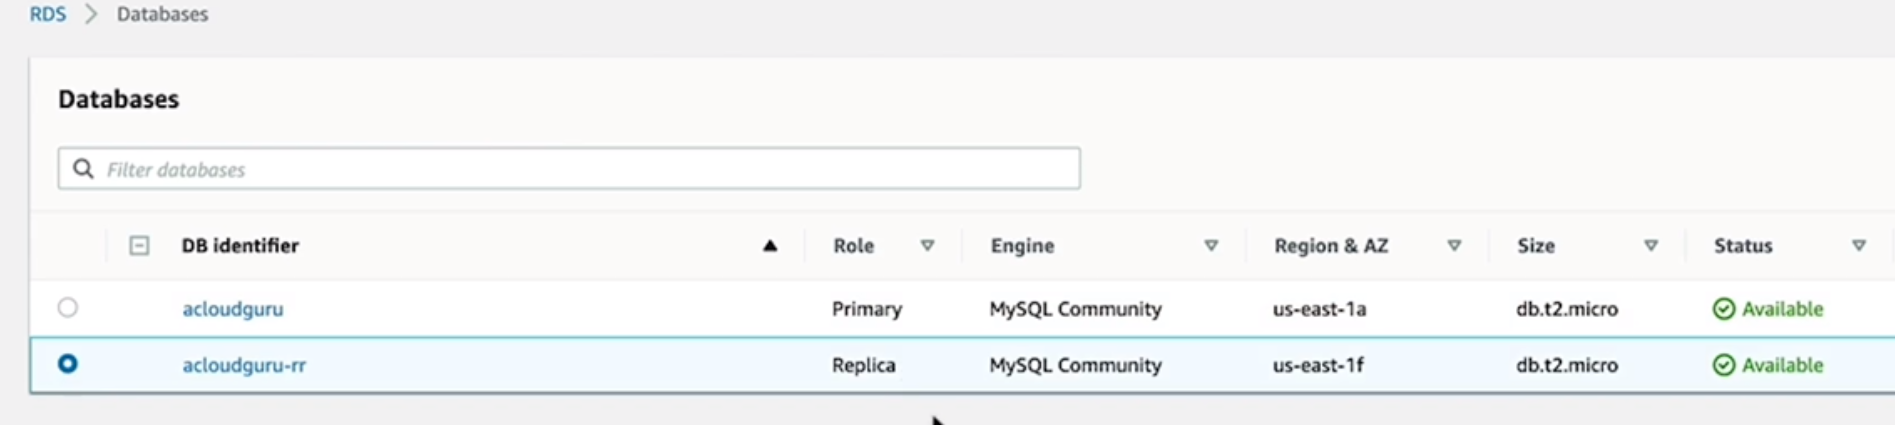 RDS > Databases
Databases
Filter databases
DB identifier Role Engine Region & AZ Size Status
acloudguru Primary MySQL Community us-east-1a db.t2.micro Available
acloudguru-rr Replica MySQL Community us-east-1f db.t2.micro Available